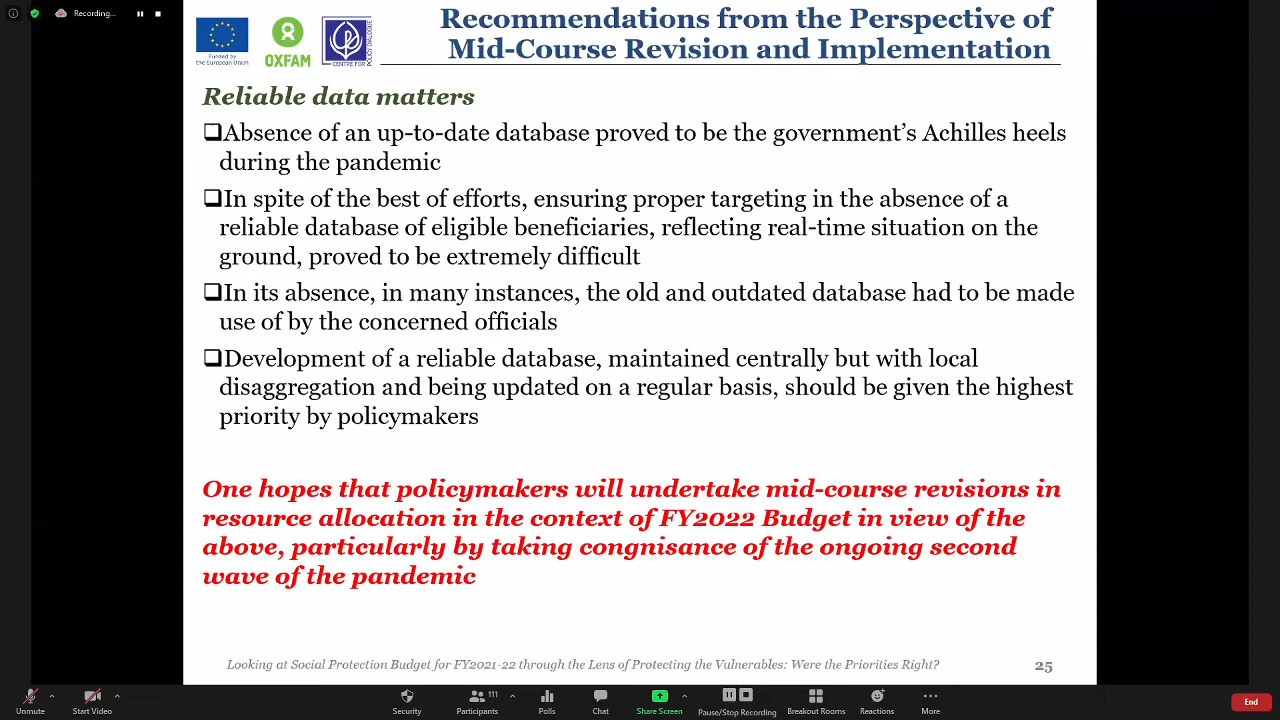 Recording...
Funded by
the European Union
OXFAM
CENTRE FOR
POLICY DIALOGUE
Recommendations from the Perspective of
Mid-Course Revision and Implementation
Reliable data matters
❑Absence of an up-to-date database proved to be the government's Achilles heels
during the pandemic
❑In spite of the best of efforts, ensuring proper targeting in the absence of a
reliable database of eligible beneficiaries, reflecting real-time situation on the
ground, proved to be extremely difficult
❑In its absence, in many instances, the old and outdated database had to be made
use of by the concerned officials
❑Development of a reliable database, maintained centrally but with local
disaggregation and being updated on a regular basis, should be given the highest
priority by policymakers
One hopes that policymakers will undertake mid-course revisions in
resource allocation in the context of FY2022 Budget in view of the
above, particularly by taking congnisance of the ongoing second
wave of the pandemic
Looking at Social Protection Budget for FY2021-22 through the Lens of Protecting the Vulnerables: Were the Priorities Right?
25
Unmute
Start Video
Security
Participants
111
Polls
Chat
Share Screen
Pause/Stop Recording
Breakout Rooms
Reactions
More
End